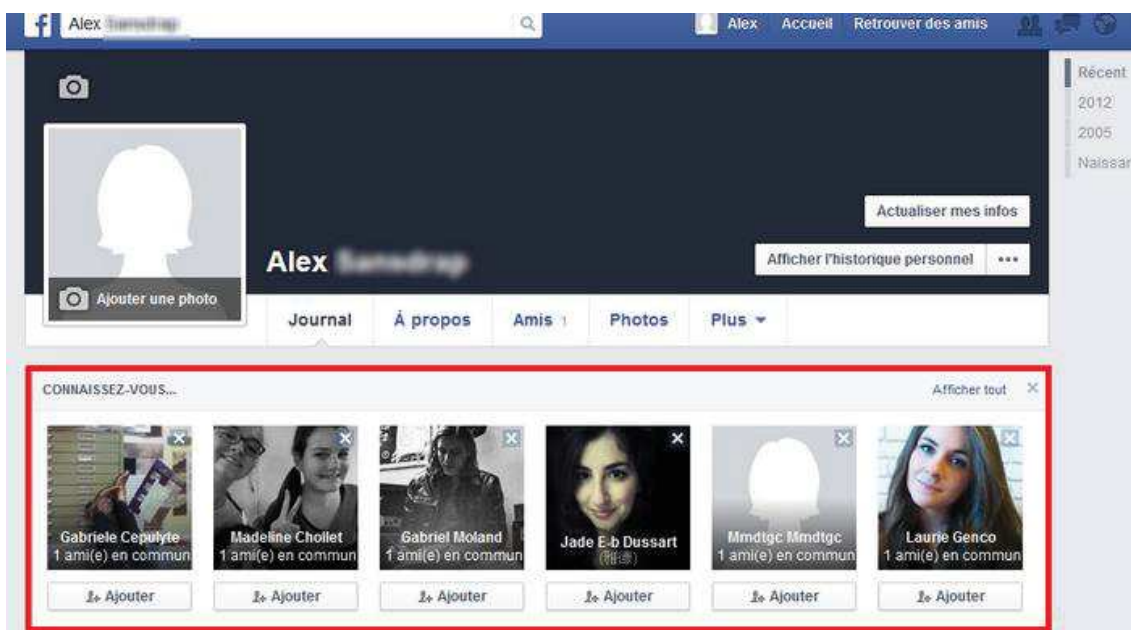 f Alex
Alex Accueil Retrouver des amis
Récent
2012
2005
Naissan
Actualiser mes infos
Alex
Afficher l'historique personnel ...
Ajouter une photo
Journal À propos Amis 1 Photos Plus
CONNAISSEZ-VOUS...
Afficher tout
Gabriele Cepulyte
1 ami(e) en commun
Ajouter
Madeline Chollet
1 ami(e) en commun
Ajouter
Gabriel Moland
1 ami(e) en commun
Ajouter
Jade E-b Dussart
Ajouter
Mmdtgc Mmdtgc
1 ami(e) en commun
Ajouter
Laurie Genco
1 ami(e) en commun
Ajouter